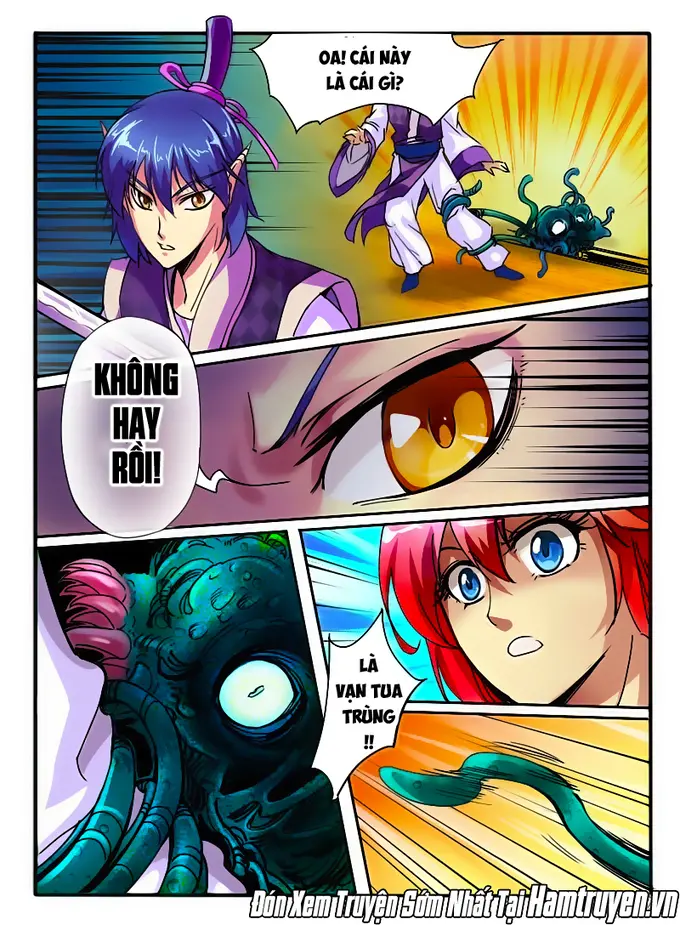 OA! CÁI NÀY
LÀ CÁI GÌ?
KHÔNG
HAY
RỒI!
LÀ
VẠN TUA
TRÙNG
!!
Đón Xem Truyện Sớm Nhất Tại Hamtruyen.vn